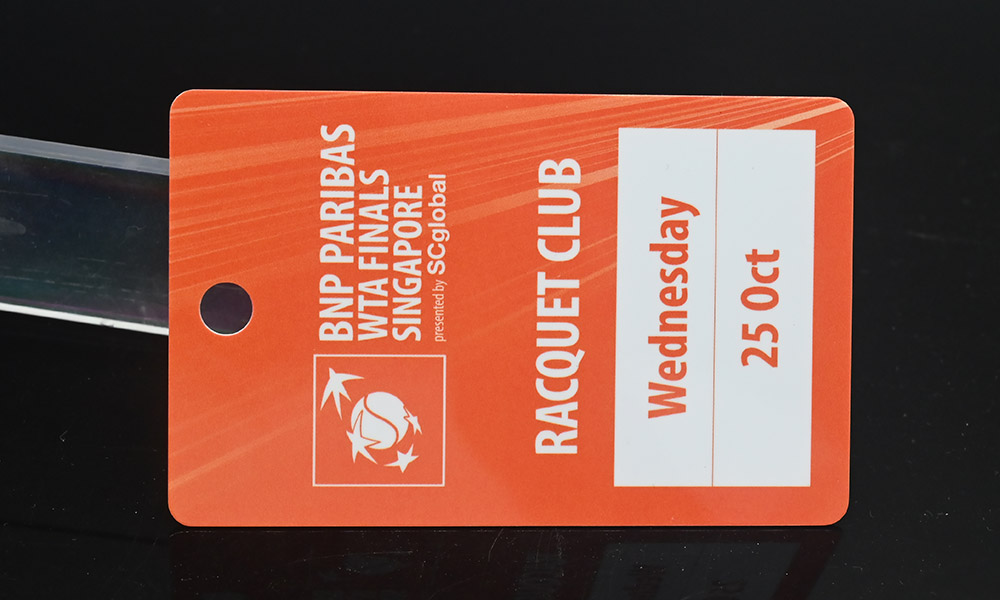 BNP PARIBAS
WTA FINALS
SINGAPORE
presented by SCglobal
RACQUET CLUB
Wednesday
25 Oct